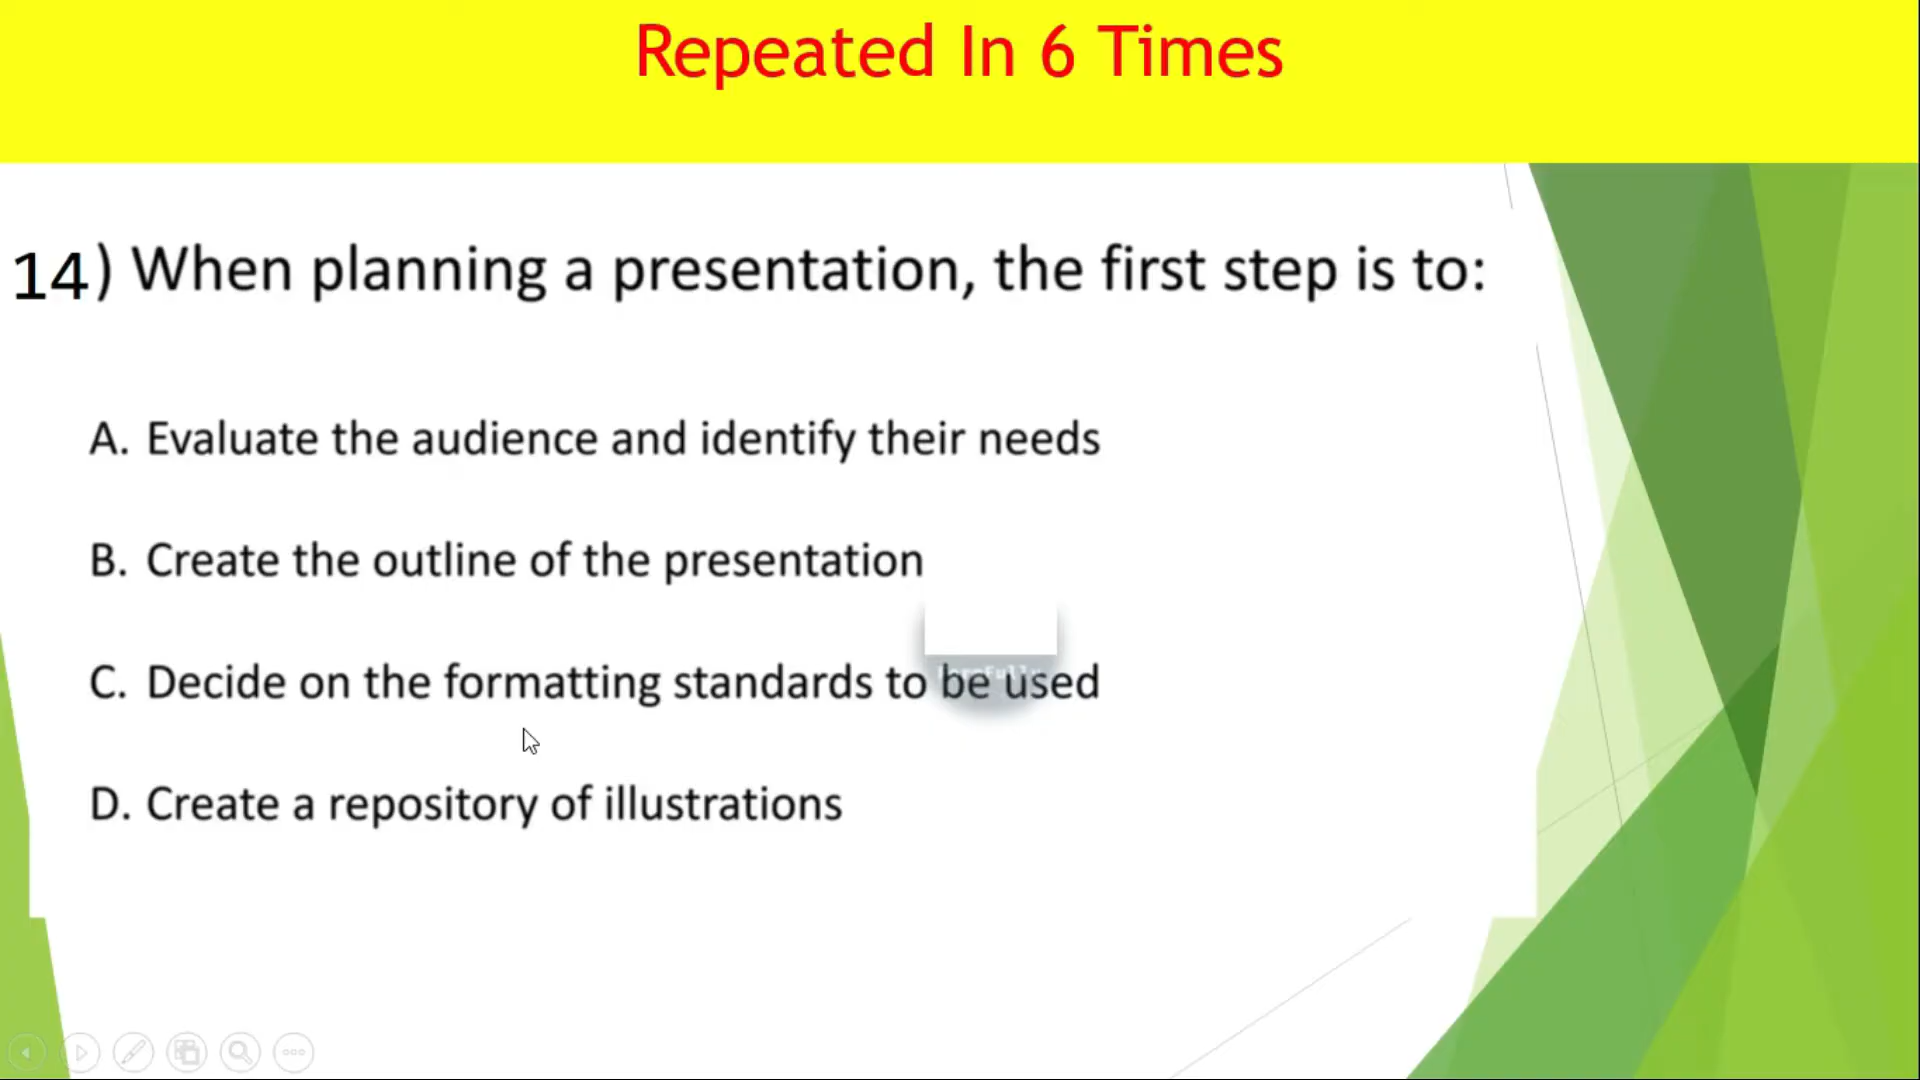 Repeated In 6 Times
14) When planning a presentation, the first step is to:
A. Evaluate the audience and identify their needs
B. Create the outline of the presentation
C. Decide on the formatting standards to be used
D. Create a repository of illustrations